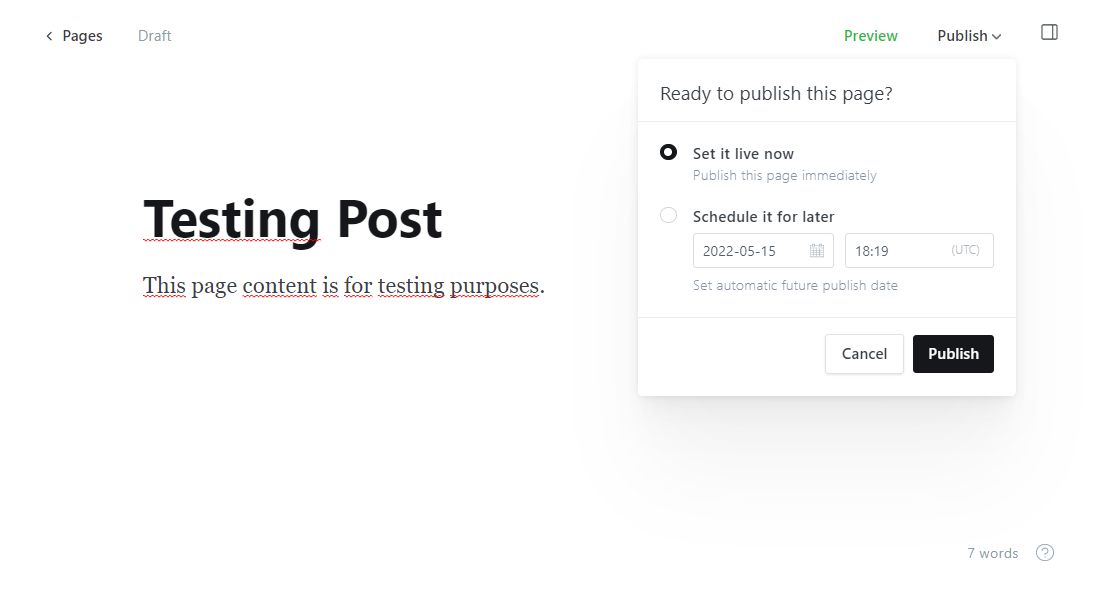 Pages Draft Preview Publish
Ready to publish this page?
Set it live now
Publish this page immediately
Schedule it for later
2022-05-15 18:19 (UTC)
Set automatic future publish date
Cancel Publish
Testing Post
This page content is for testing purposes.
7 words ?